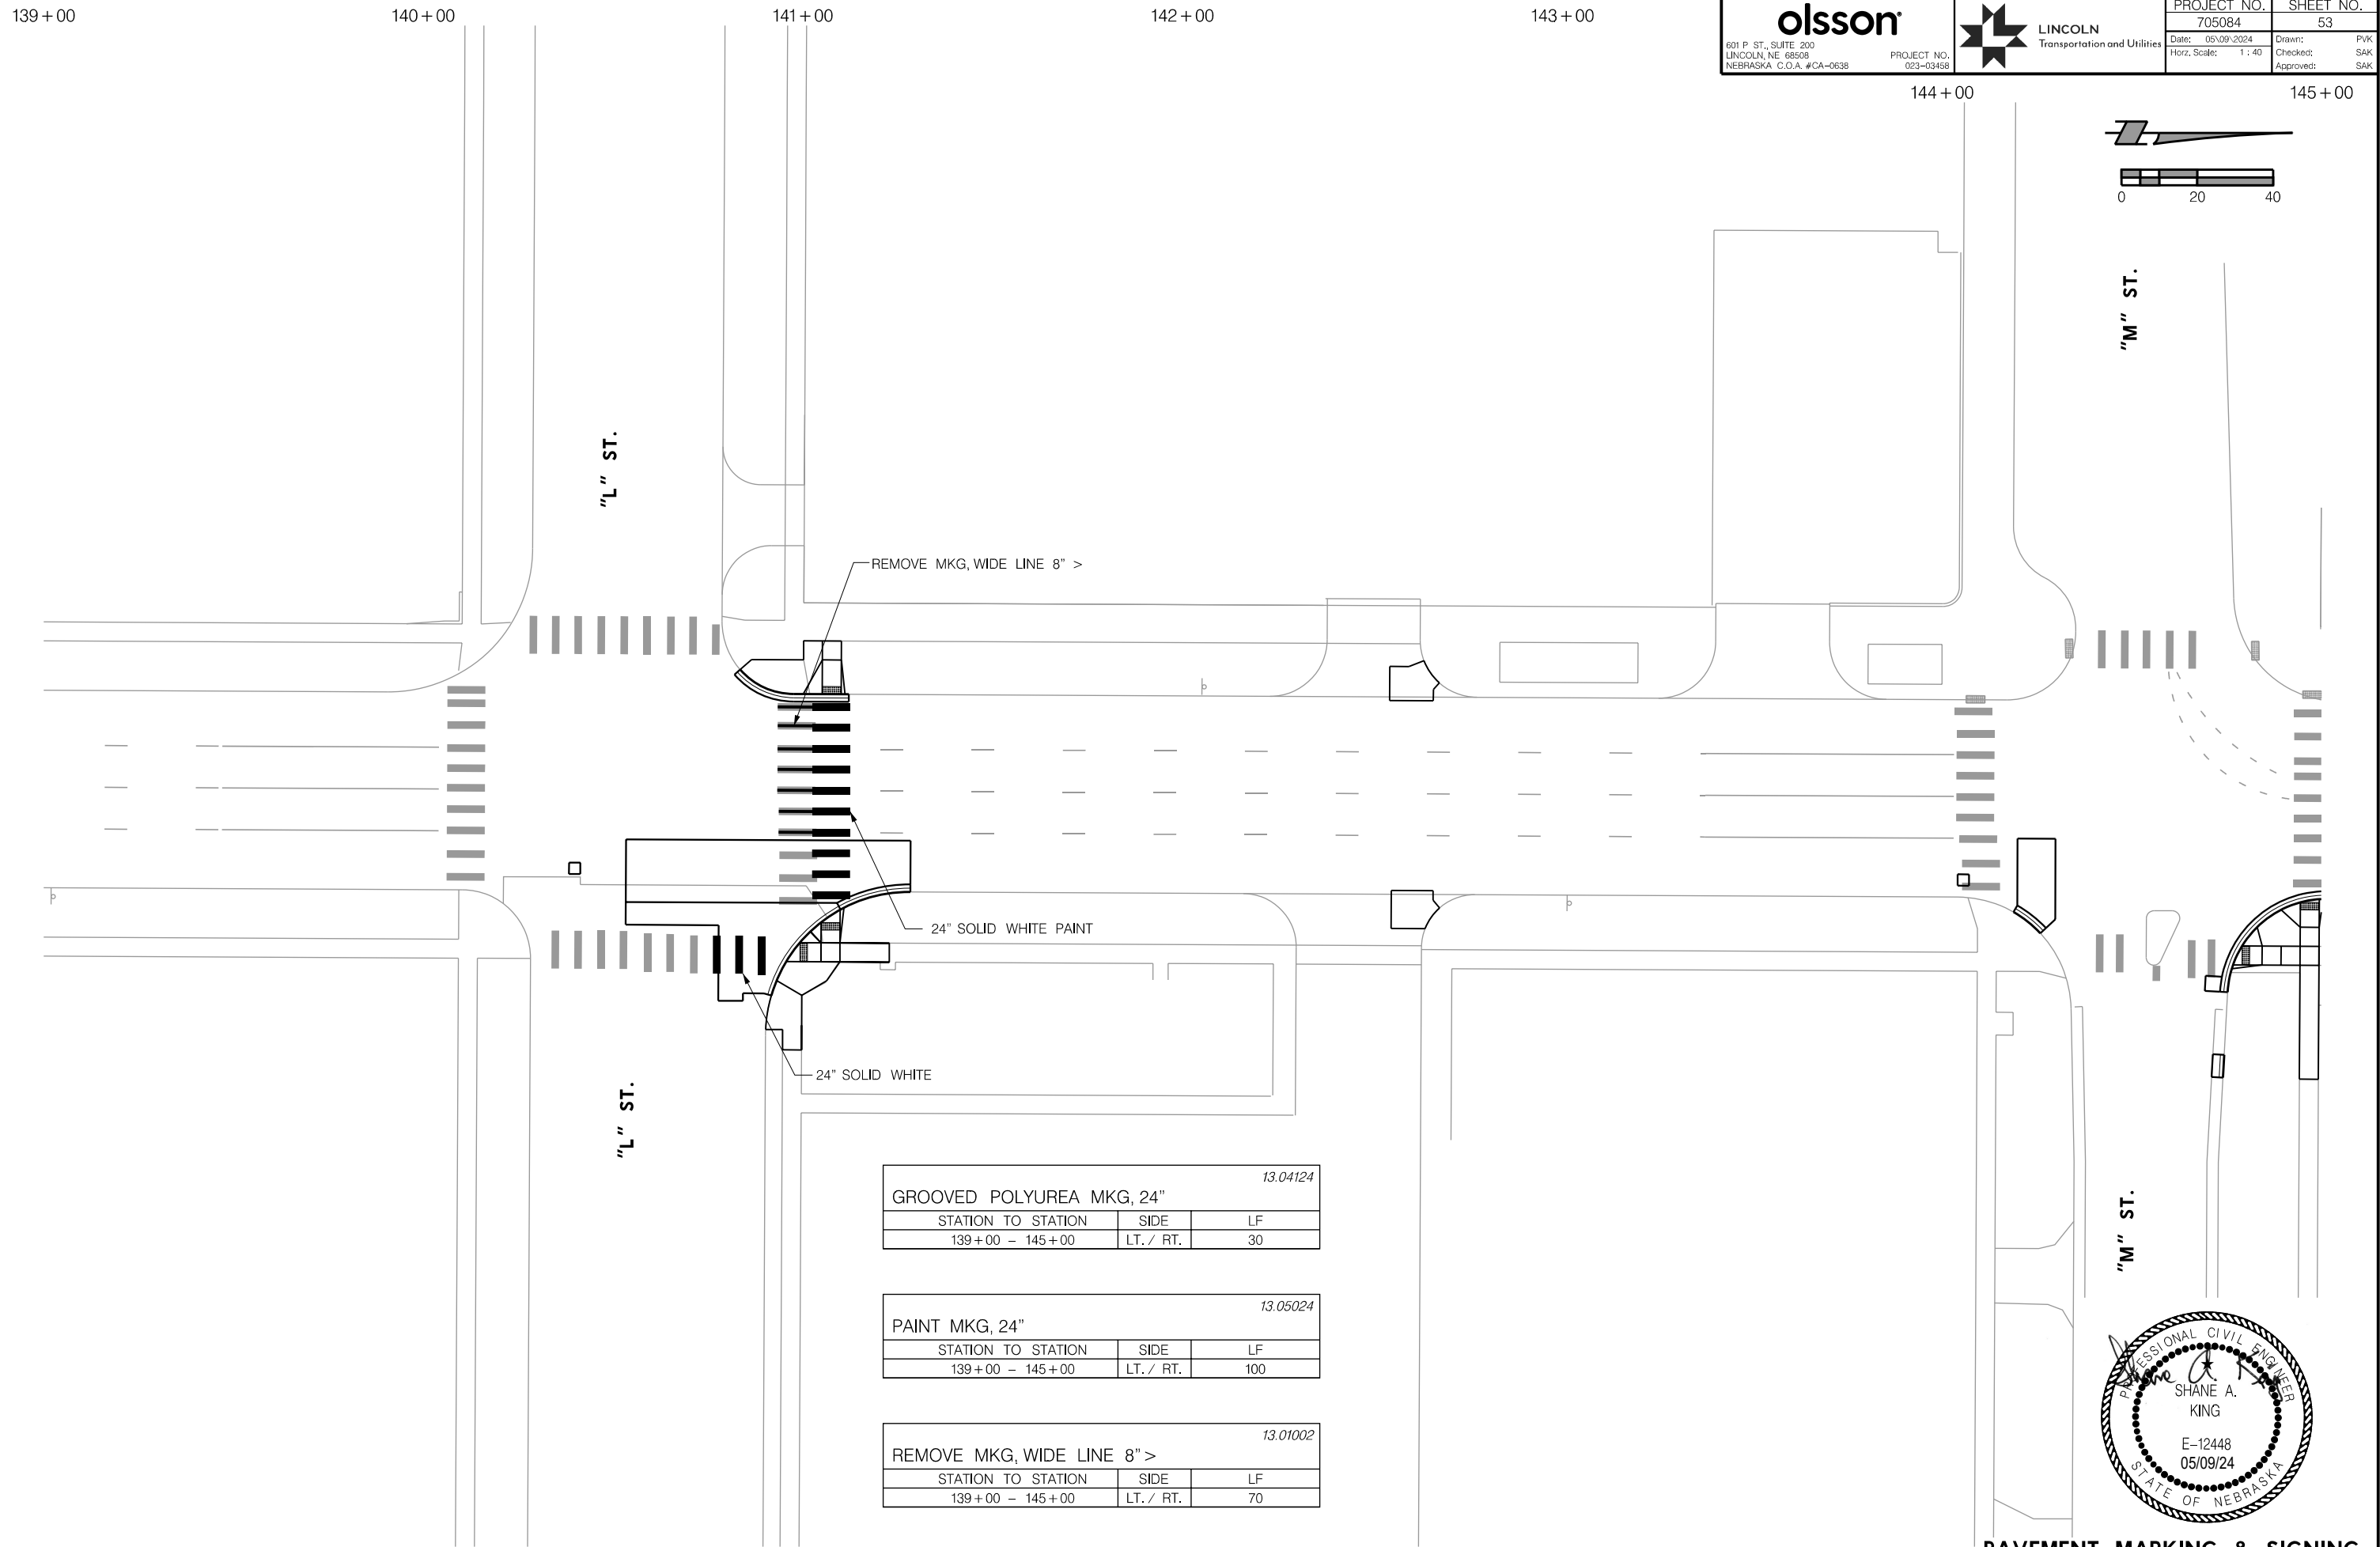 139+00 140+00 141+00 142+00 143+00
olsson
601 P ST., SUITE 200
LINCOLN, NE 68508
NEBRASKA C.O.A. #CA-0638
PROJECT NO.
023-03458
LINCOLN
Transportation and Utilities
PROJECT NO. SHEET NO.
705084 53
Date: 05\09\2024 Drawn: PVK
Horz. Scale: 1 : 40 Checked: SAK
Approved: SAK
144+00 145+00
0 20 40
"M" ST.
"L" ST.
REMOVE MKG, WIDE LINE 8" >
24" SOLID WHITE PAINT
24" SOLID WHITE
"L" ST.
"M" ST.
13.04124
GROOVED POLYUREA MKG, 24"
STATION TO STATION SIDE LF
139+00 - 145+00 LT. / RT. 30
13.05024
PAINT MKG, 24"
STATION TO STATION SIDE LF
139+00 - 145+00 LT. / RT. 100
13.01002
REMOVE MKG, WIDE LINE 8" >
STATION TO STATION SIDE LF
139+00 - 145+00 LT. / RT. 70
PROFESSIONAL CIVIL ENGINEER
SHANE A.
KING
E-12448
05/09/24
STATE OF NEBRASKA
PAVEMENT MARKING & SIGNING